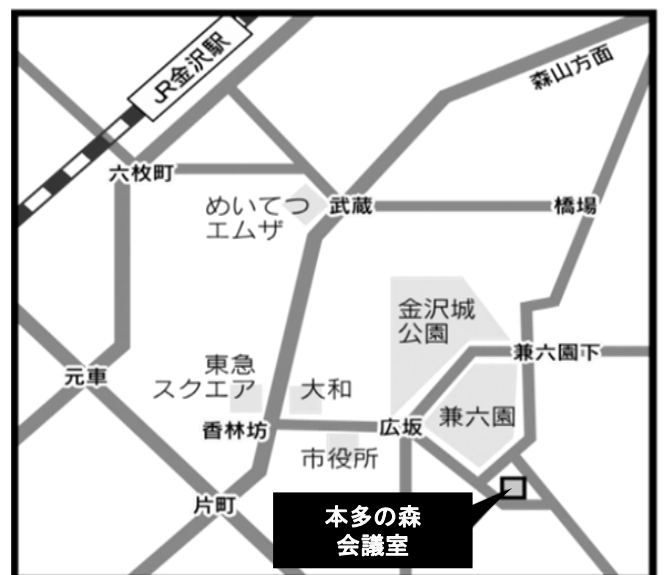 JR金沢駅
森山方面
六枚町
めいてつ
エムザ
武蔵
橋場
金沢城
公園
兼六園下
東急
スクエア
元車
大和
兼六園
香林坊
広坂
市役所
片町
本多の森
会議室